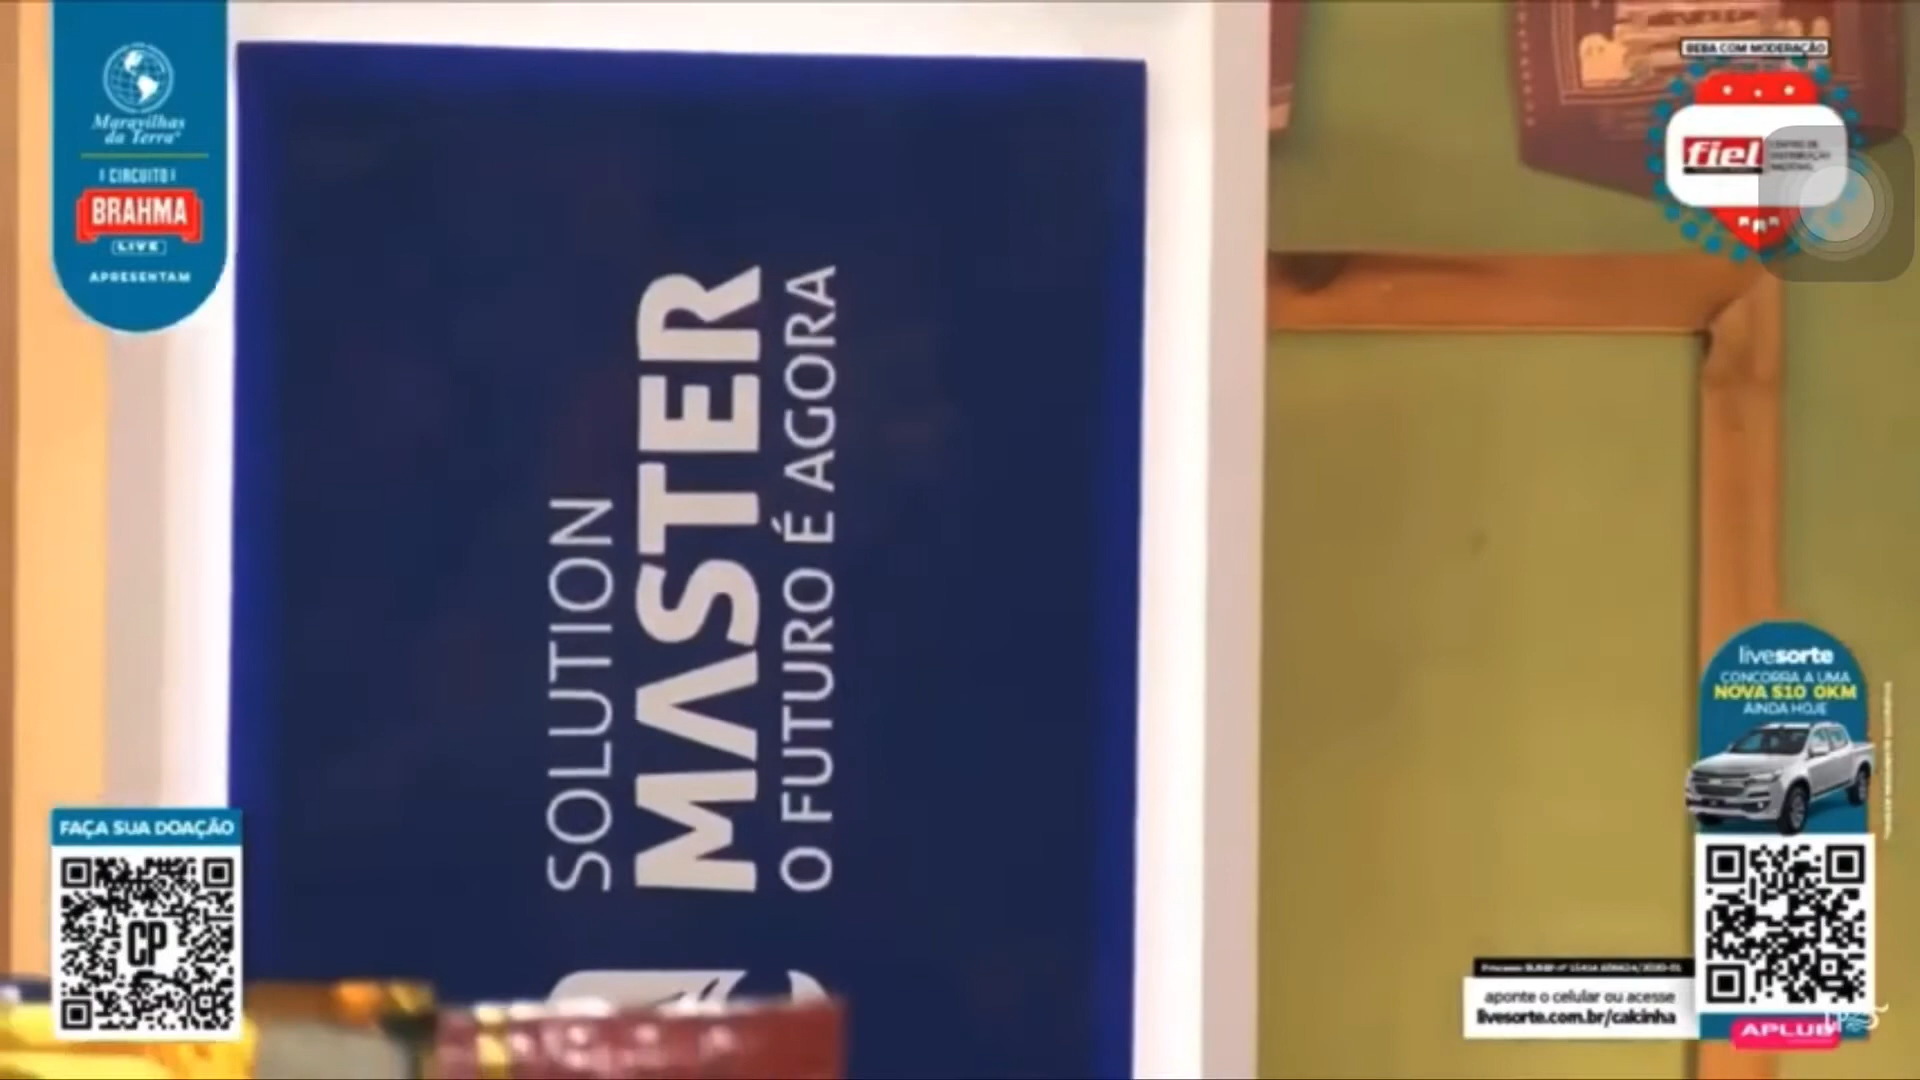 Maravilhas
da Terra
CIRCUITO
BRAHMA
LIVE
APRESENTAM
SOLUTION
MASTER
O FUTURO É AGORA
BEBA COM MODERAÇÃO
fiel
livesorte
CONCORRA A UMA
NOVA S10 0KM
AINDA HOJE
FAÇA SUA DOAÇÃO
CP
aponte o celular ou acesse
livesorte.com.br/calcinha
APLUB